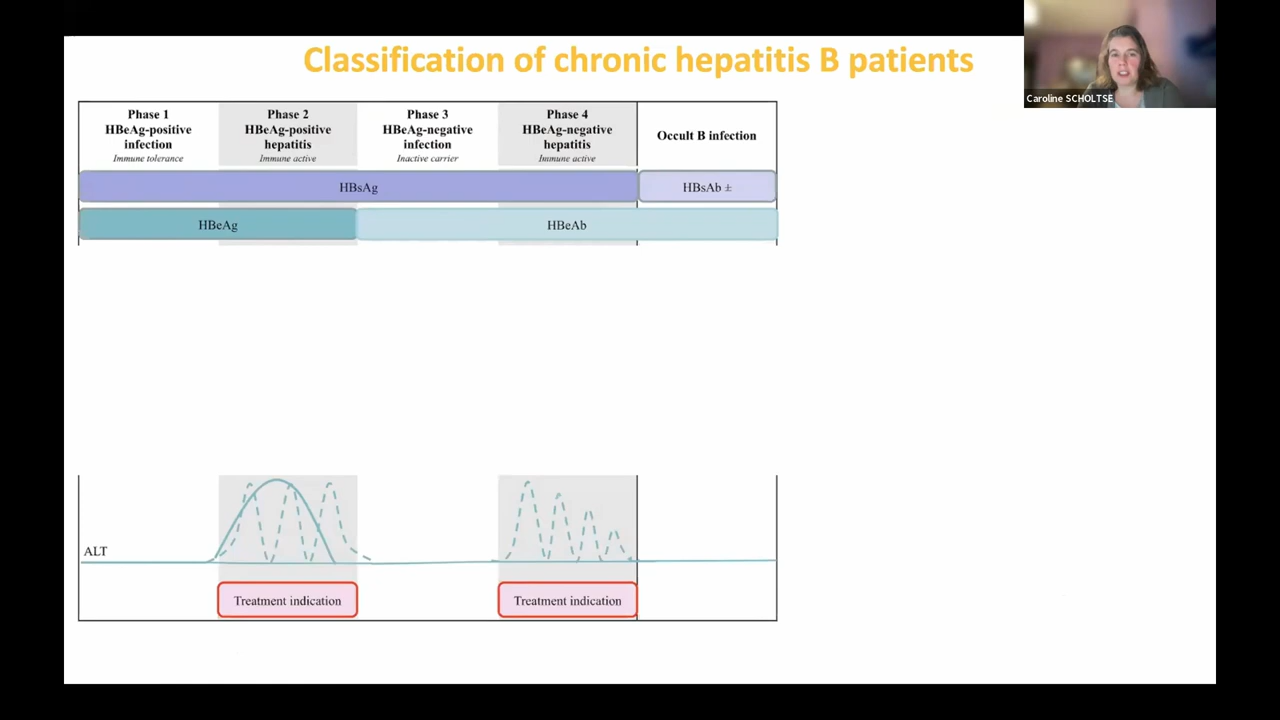 Classification of chronic hepatitis B patients
Caroline SCHOLTSE
Phase 1
HBeAg-positive
infection
Immune tolerance
Phase 2
HBeAg-positive
hepatitis
Immune active
Phase 3
HBeAg-negative
infection
Inactive carrier
Phase 4
HBeAg-negative
hepatitis
Immune active
Occult B infection
HBsAg
HBsAb ±
HBeAg
HBeAb
ALT
Treatment indication
Treatment indication